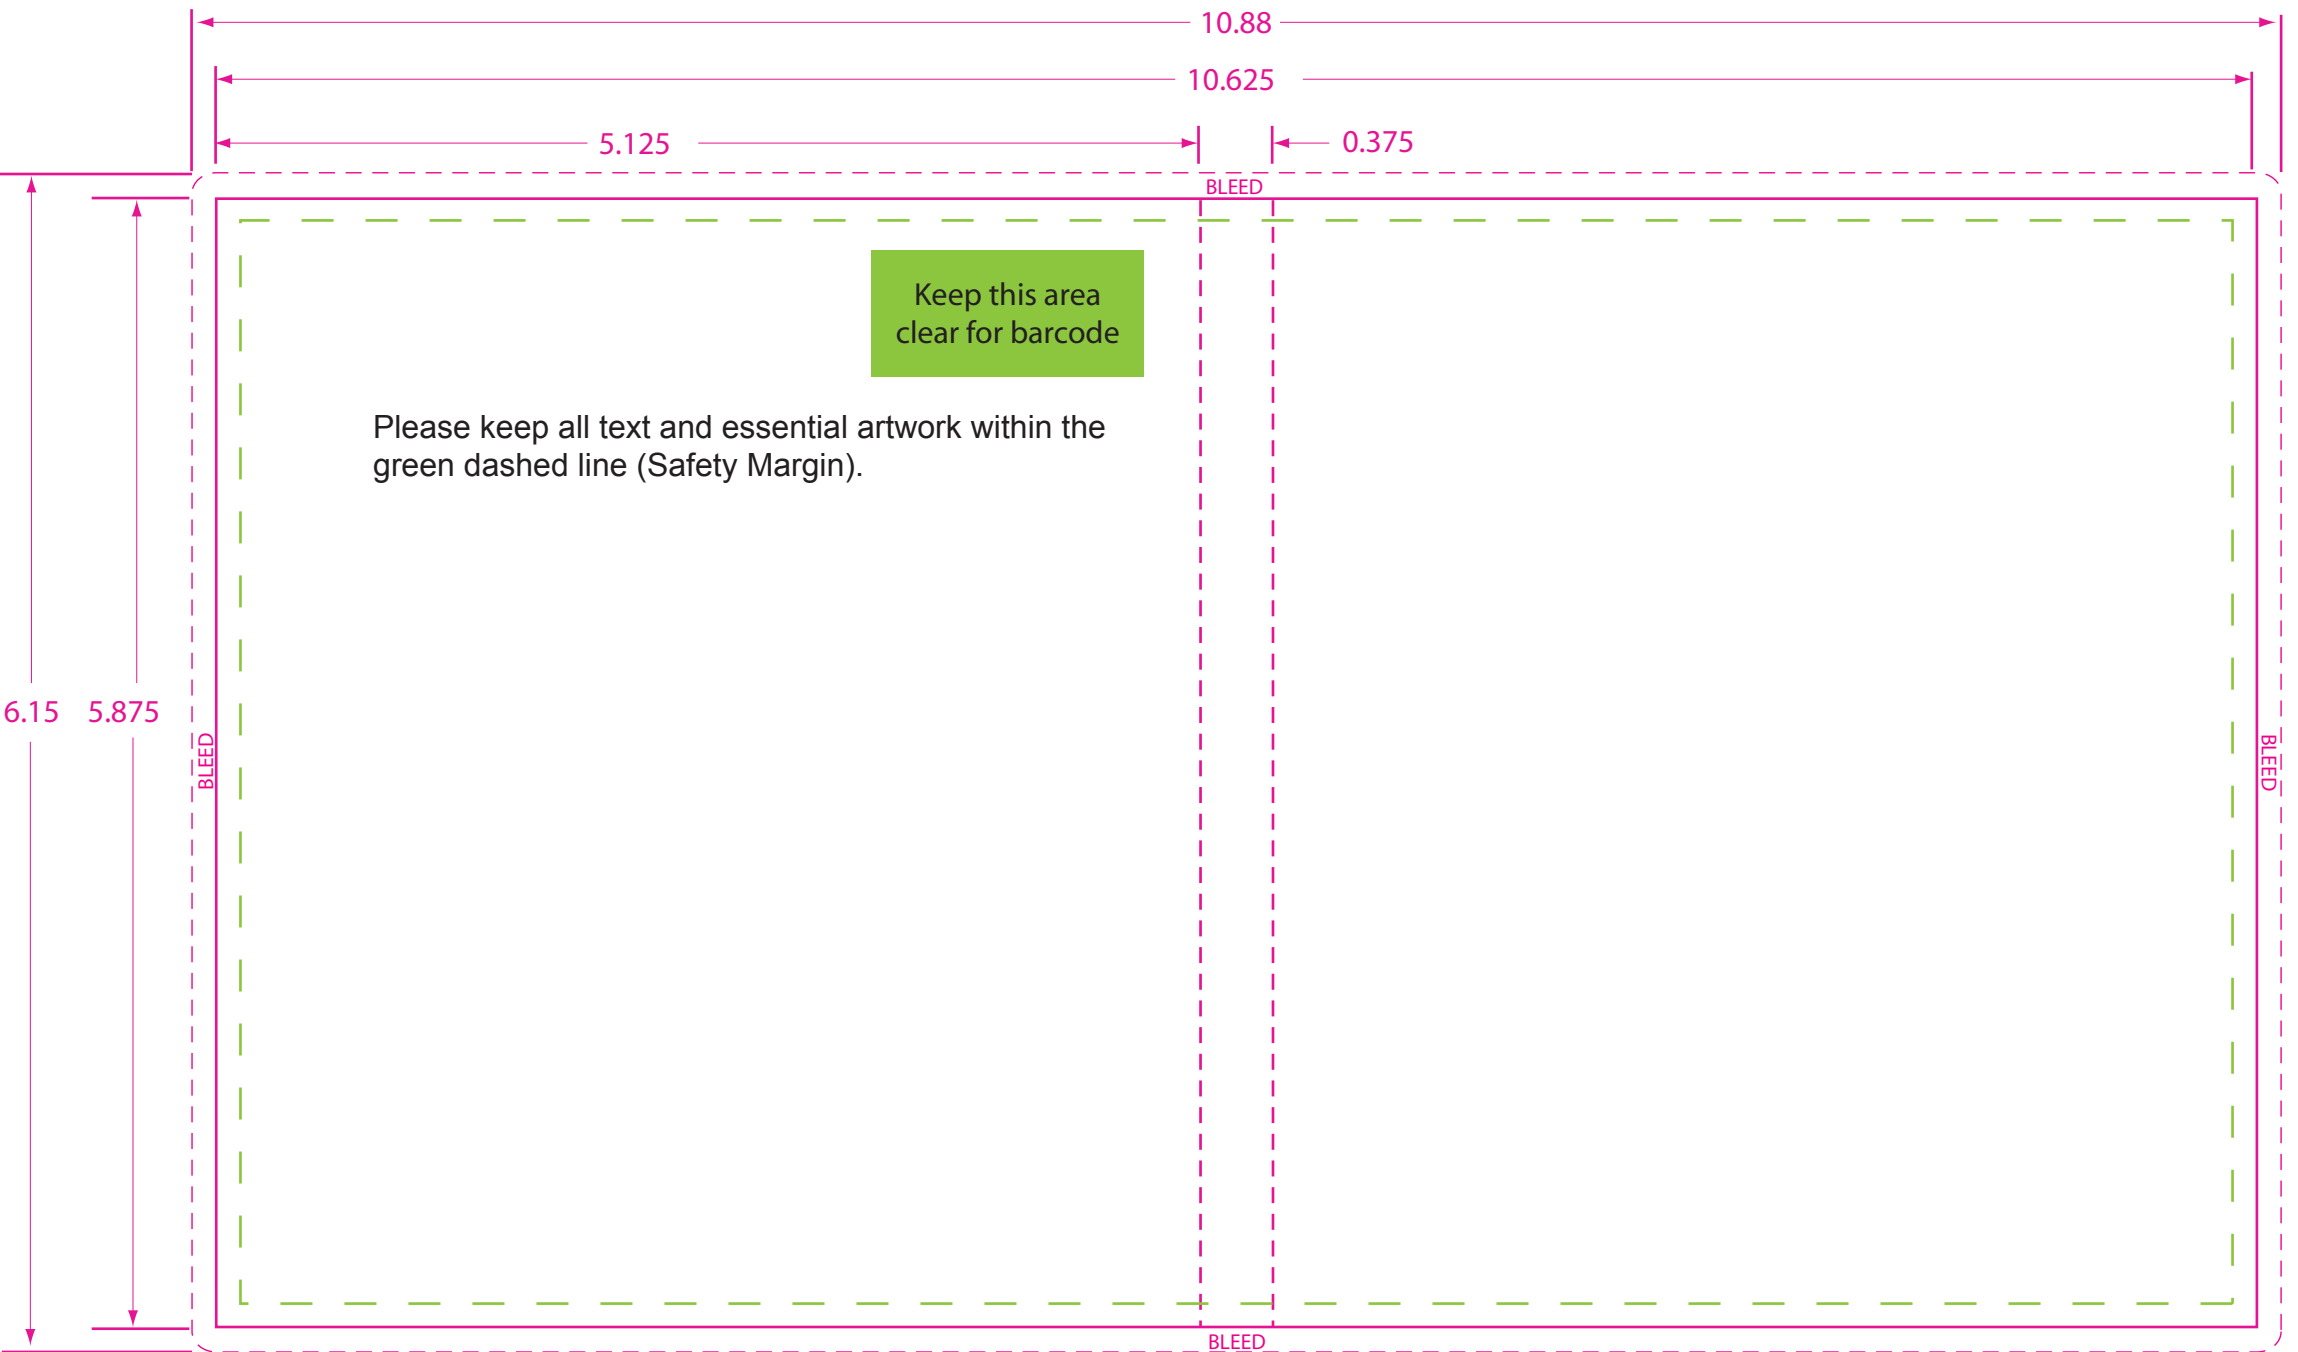 10.88
10.625
5.125
0.375
BLEED
Keep this area
clear for barcode
Please keep all text and essential artwork within the
green dashed line (Safety Margin).
6.15
5.875
BLEED
BLEED
BLEED